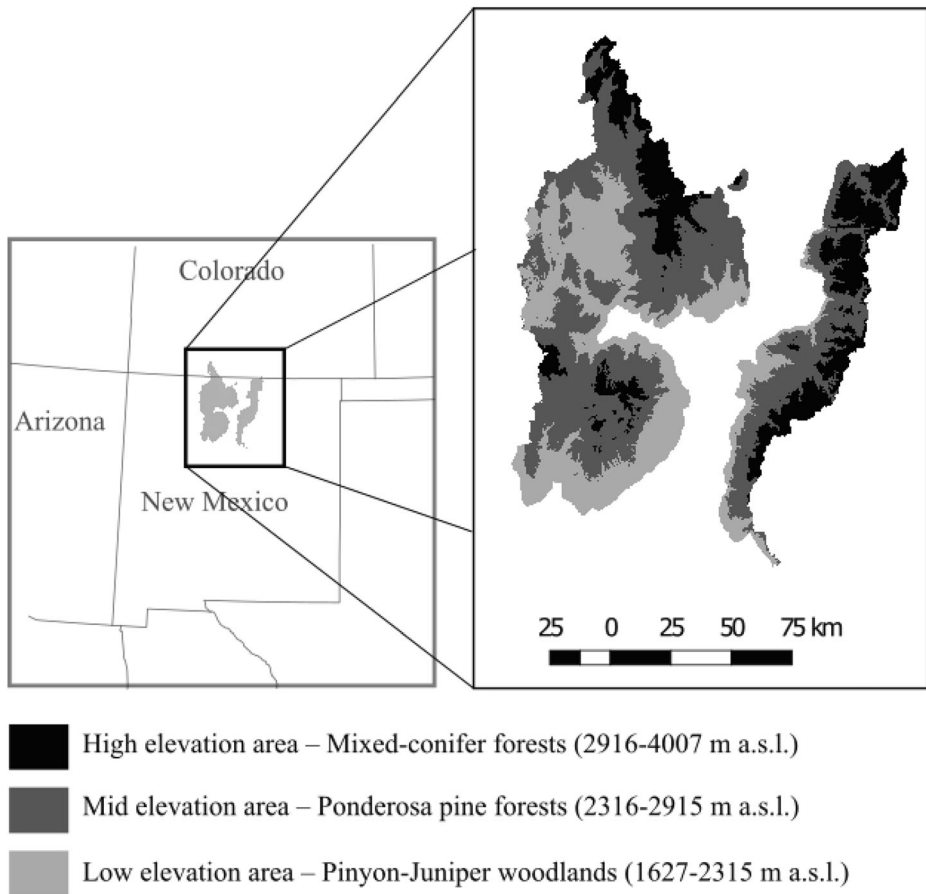 Colorado
Arizona
New Mexico
25 0 25 50 75 km
High elevation area – Mixed-conifer forests (2916-4007 m a.s.l.)
Mid elevation area – Ponderosa pine forests (2316-2915 m a.s.l.)
Low elevation area – Pinyon-Juniper woodlands (1627-2315 m a.s.l.)